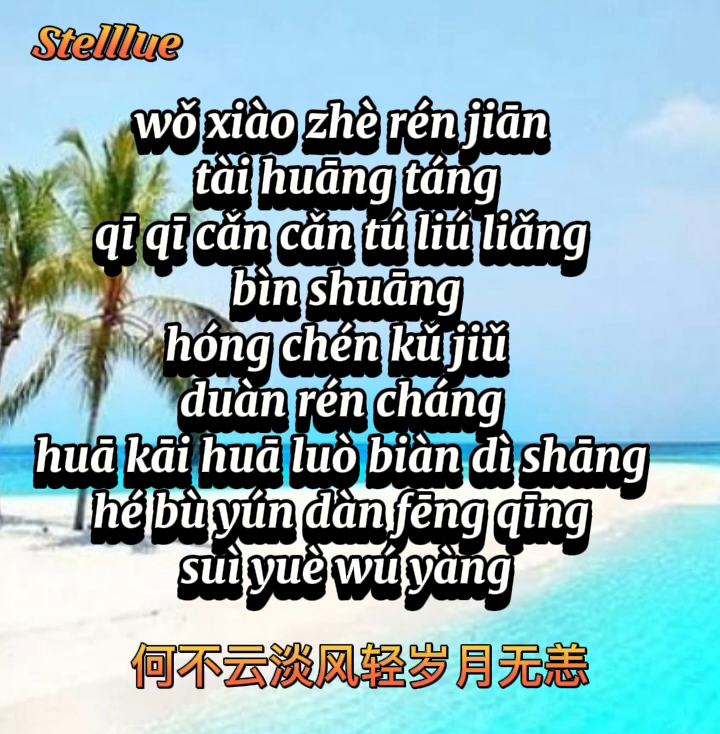 Stelllue
wǒ xiào zhè rén jiān
tài huāng táng
qī qī cǎn cǎn tú liú liǎng
bìn shuāng
hóng chén kǔ jiǔ
duàn rén cháng
huā kāi huā luò biàn dì shāng
hé bù yún dàn fēng qīng
suì yuè wú yàng
何不云淡风轻岁月无恙